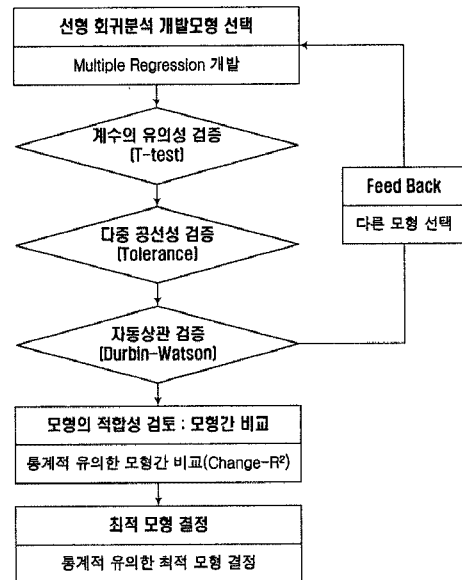 선형 회귀분석 개발모형 선택
Multiple Regression 개발
계수의 유의성 검증
(T-test)
다중 공선성 검증
(Tolerance)
자동상관 검증
(Durbin-Watson)
Feed Back
다른 모형 선택
모형의 적합성 검토 : 모형간 비교
통계적 유의한 모형간 비교(Change-R²)
최적 모형 결정
통계적 유의한 최적 모형 결정